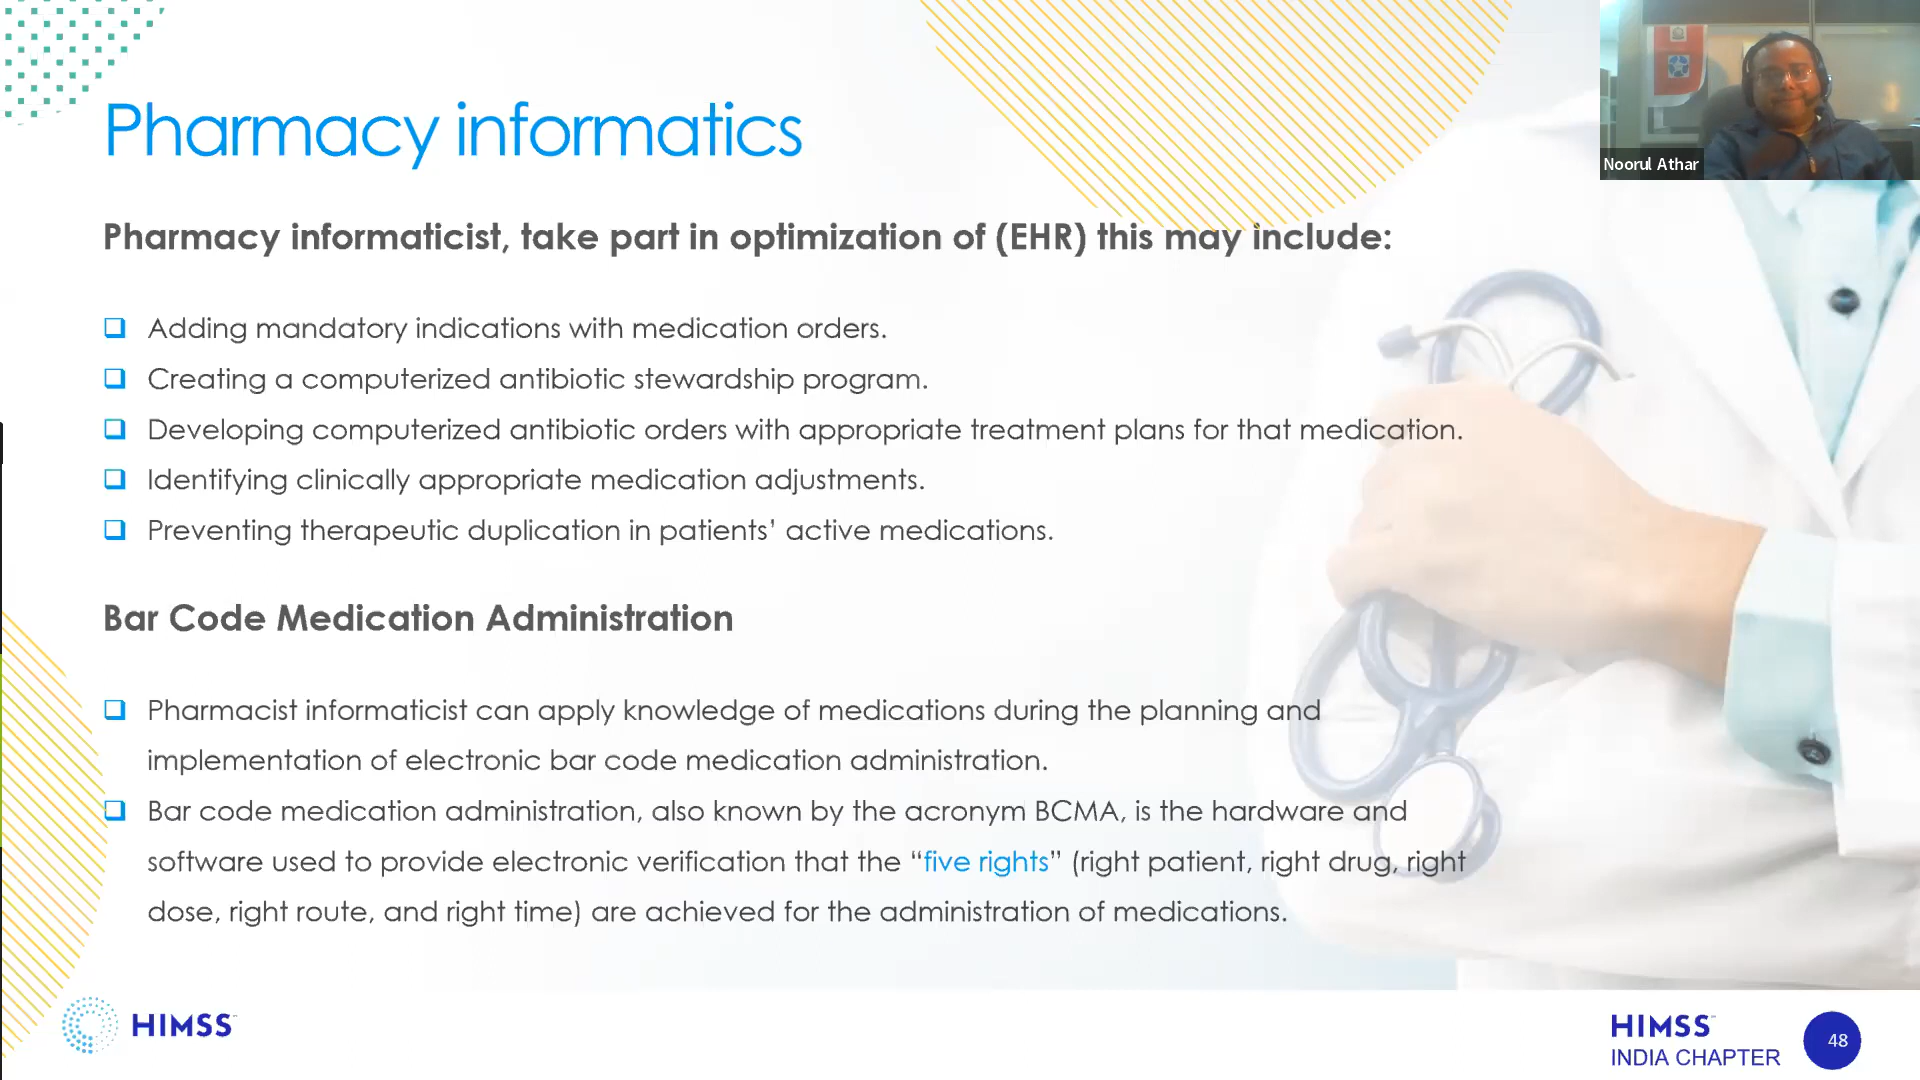 Pharmacy informatics
Noorul Athar
Pharmacy informaticist, take part in optimization of (EHR) this may include:
Adding mandatory indications with medication orders.
Creating a computerized antibiotic stewardship program.
Developing computerized antibiotic orders with appropriate treatment plans for that medication.
Identifying clinically appropriate medication adjustments.
Preventing therapeutic duplication in patients’ active medications.
Bar Code Medication Administration
Pharmacist informaticist can apply knowledge of medications during the planning and
implementation of electronic bar code medication administration.
Bar code medication administration, also known by the acronym BCMA, is the hardware and
software used to provide electronic verification that the “five rights” (right patient, right drug, right
dose, right route, and right time) are achieved for the administration of medications.
HIMSS
HIMSS
INDIA CHAPTER
48